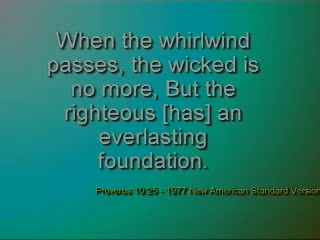 When the whirlwind
passes, the wicked is
no more, But the
righteous [has] an
everlasting
foundation.
Proverbs 10:25 - 1977 New American Standard Version